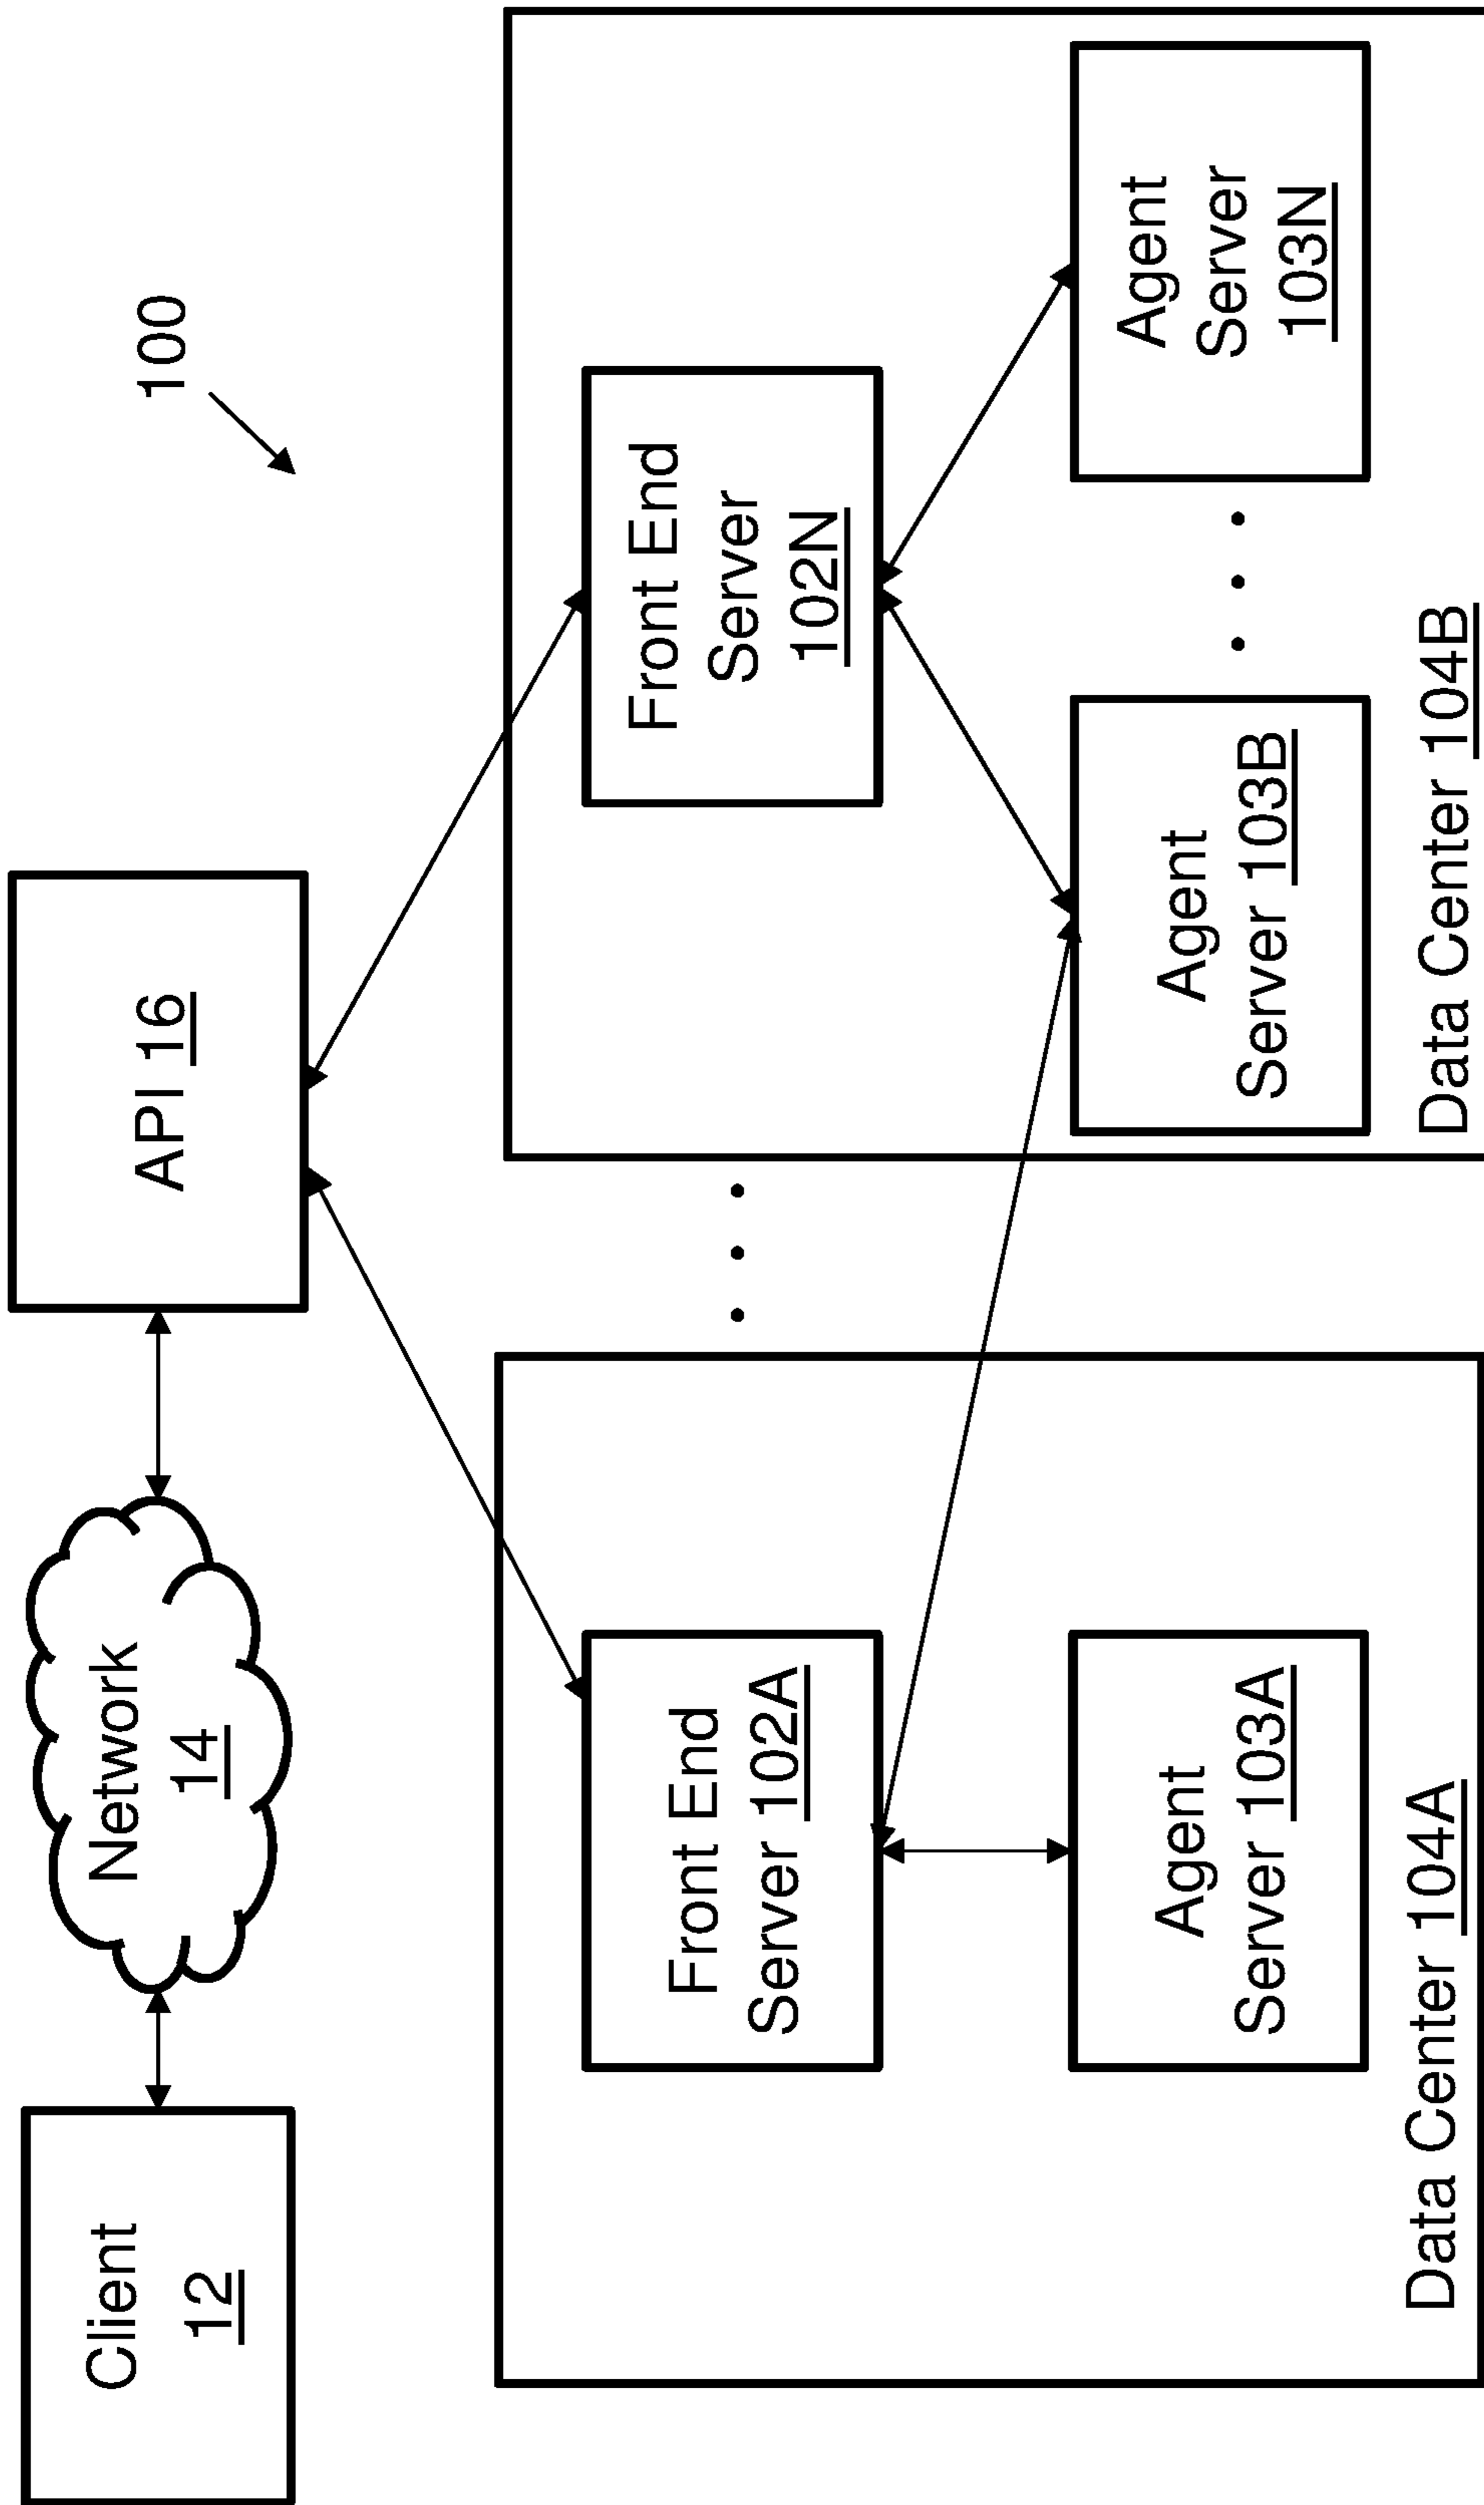 Client
12
Network
14
API 16
100
Front End
Server 102A
Agent
Server 103A
Data Center 104A
. . .
Front End
Server
102N
Agent
Server 103B
. . .
Agent
Server
103N
Data Center 104B